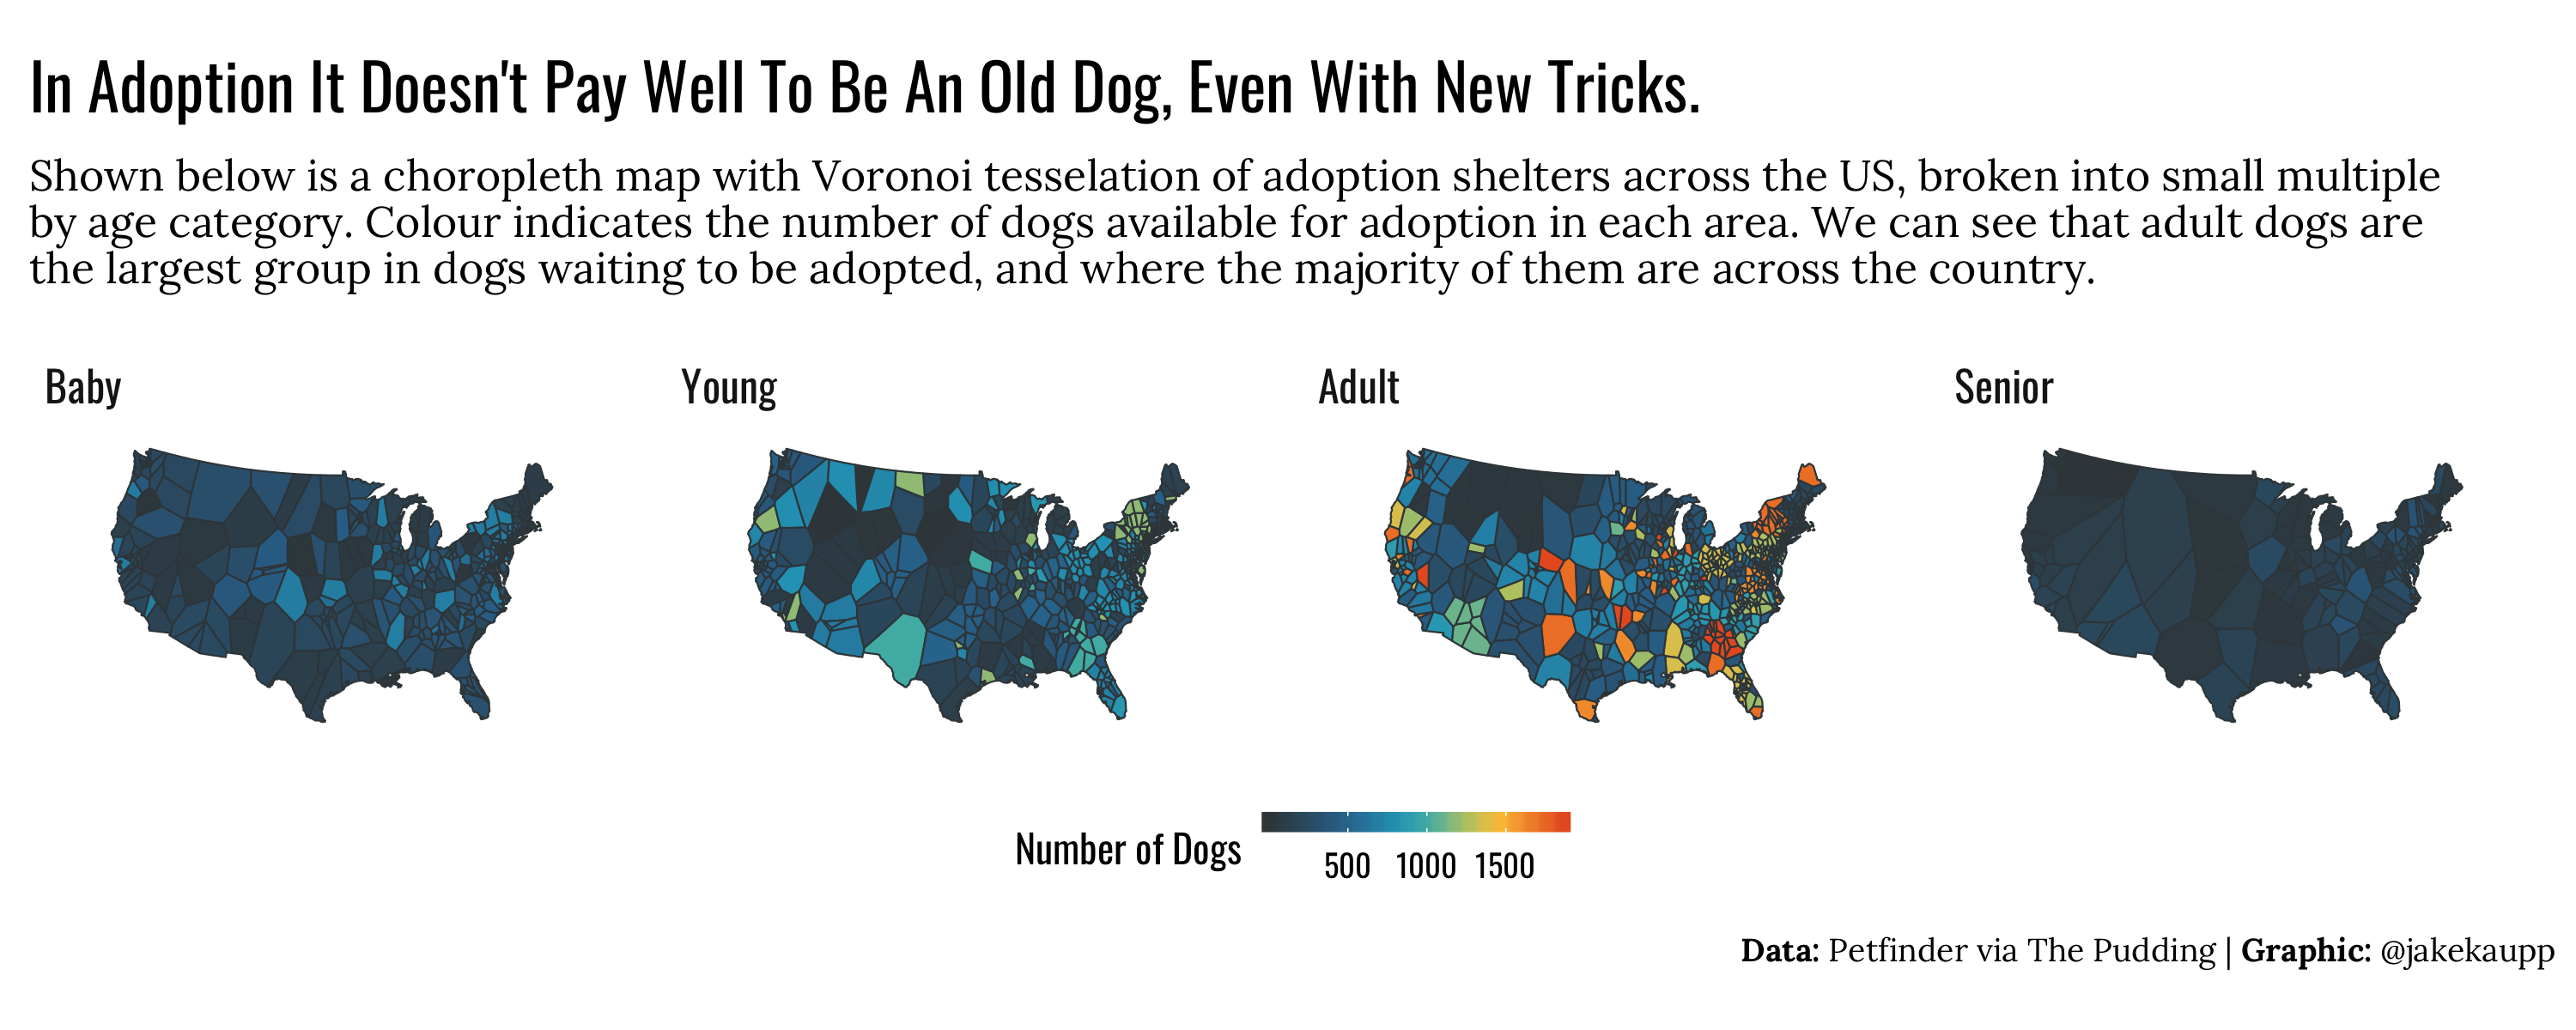 In Adoption It Doesn't Pay Well To Be An Old Dog, Even With New Tricks.
Shown below is a choropleth map with Voronoi tesselation of adoption shelters across the US, broken into small multiple
by age category. Colour indicates the number of dogs available for adoption in each area. We can see that adult dogs are
the largest group in dogs waiting to be adopted, and where the majority of them are across the country.
Baby
Young
Adult
Senior
Number of Dogs
500 1000 1500
Data: Petfinder via The Pudding | Graphic: @jakekaupp